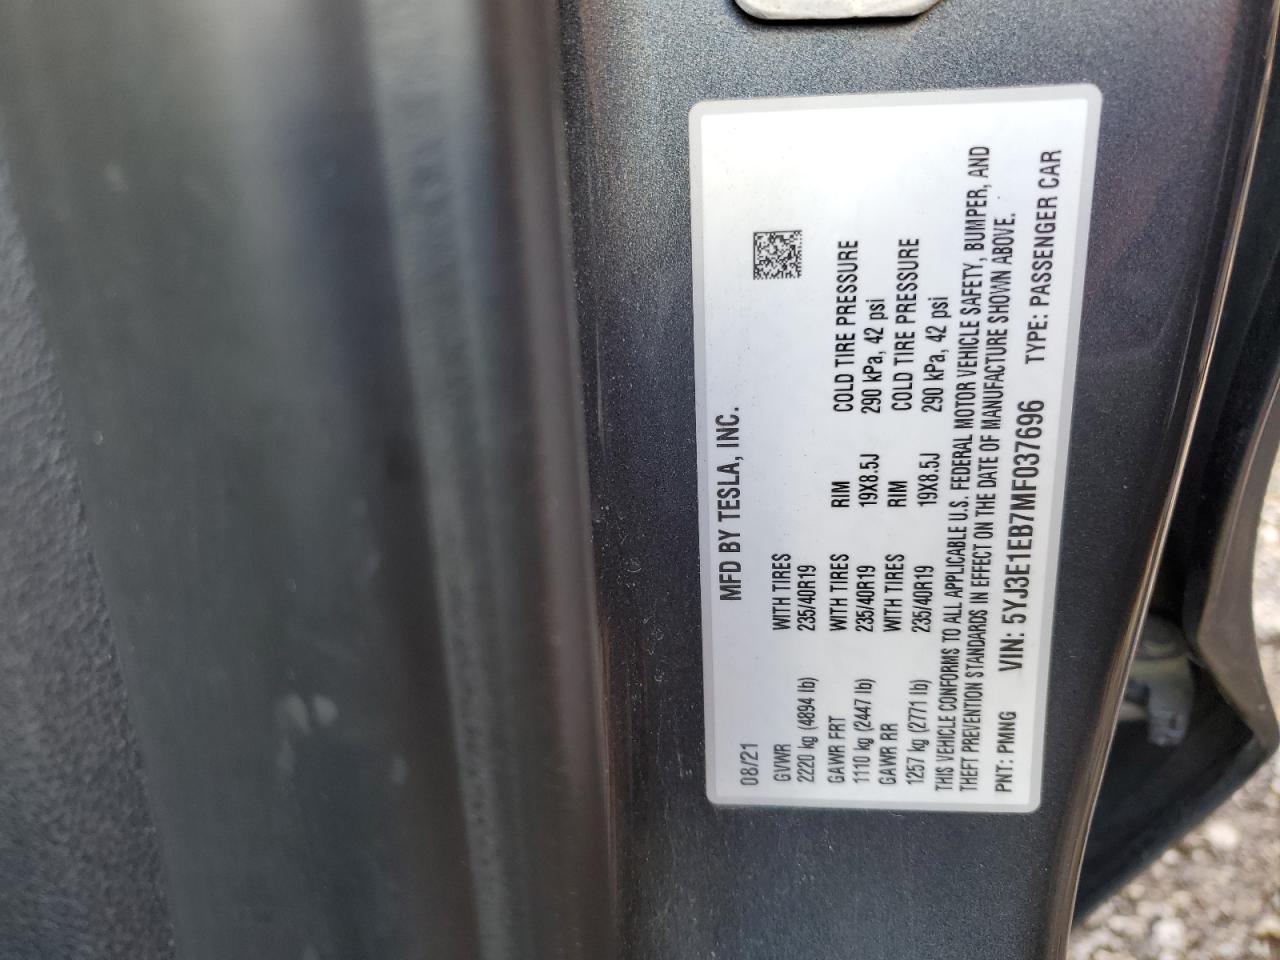 MFD BY TESLA, INC.
08/21
GVWR WITH TIRES
2220 kg (4894 lb) 235/40R19
GAWR FRT WITH TIRES RIM COLD TIRE PRESSURE
1110 kg (2447 lb) 235/40R19 19X8.5J 290 kPa, 42 psi
GAWR RR WITH TIRES RIM COLD TIRE PRESSURE
1257 kg (2771 lb) 235/40R19 19X8.5J 290 kPa, 42 psi
THIS VEHICLE CONFORMS TO ALL APPLICABLE U.S. FEDERAL MOTOR VEHICLE SAFETY, BUMPER, AND
THEFT PREVENTION STANDARDS IN EFFECT ON THE DATE OF MANUFACTURE SHOWN ABOVE.
PNT: PMNG VIN: 5YJ3E1EB7MF037696 TYPE: PASSENGER CAR